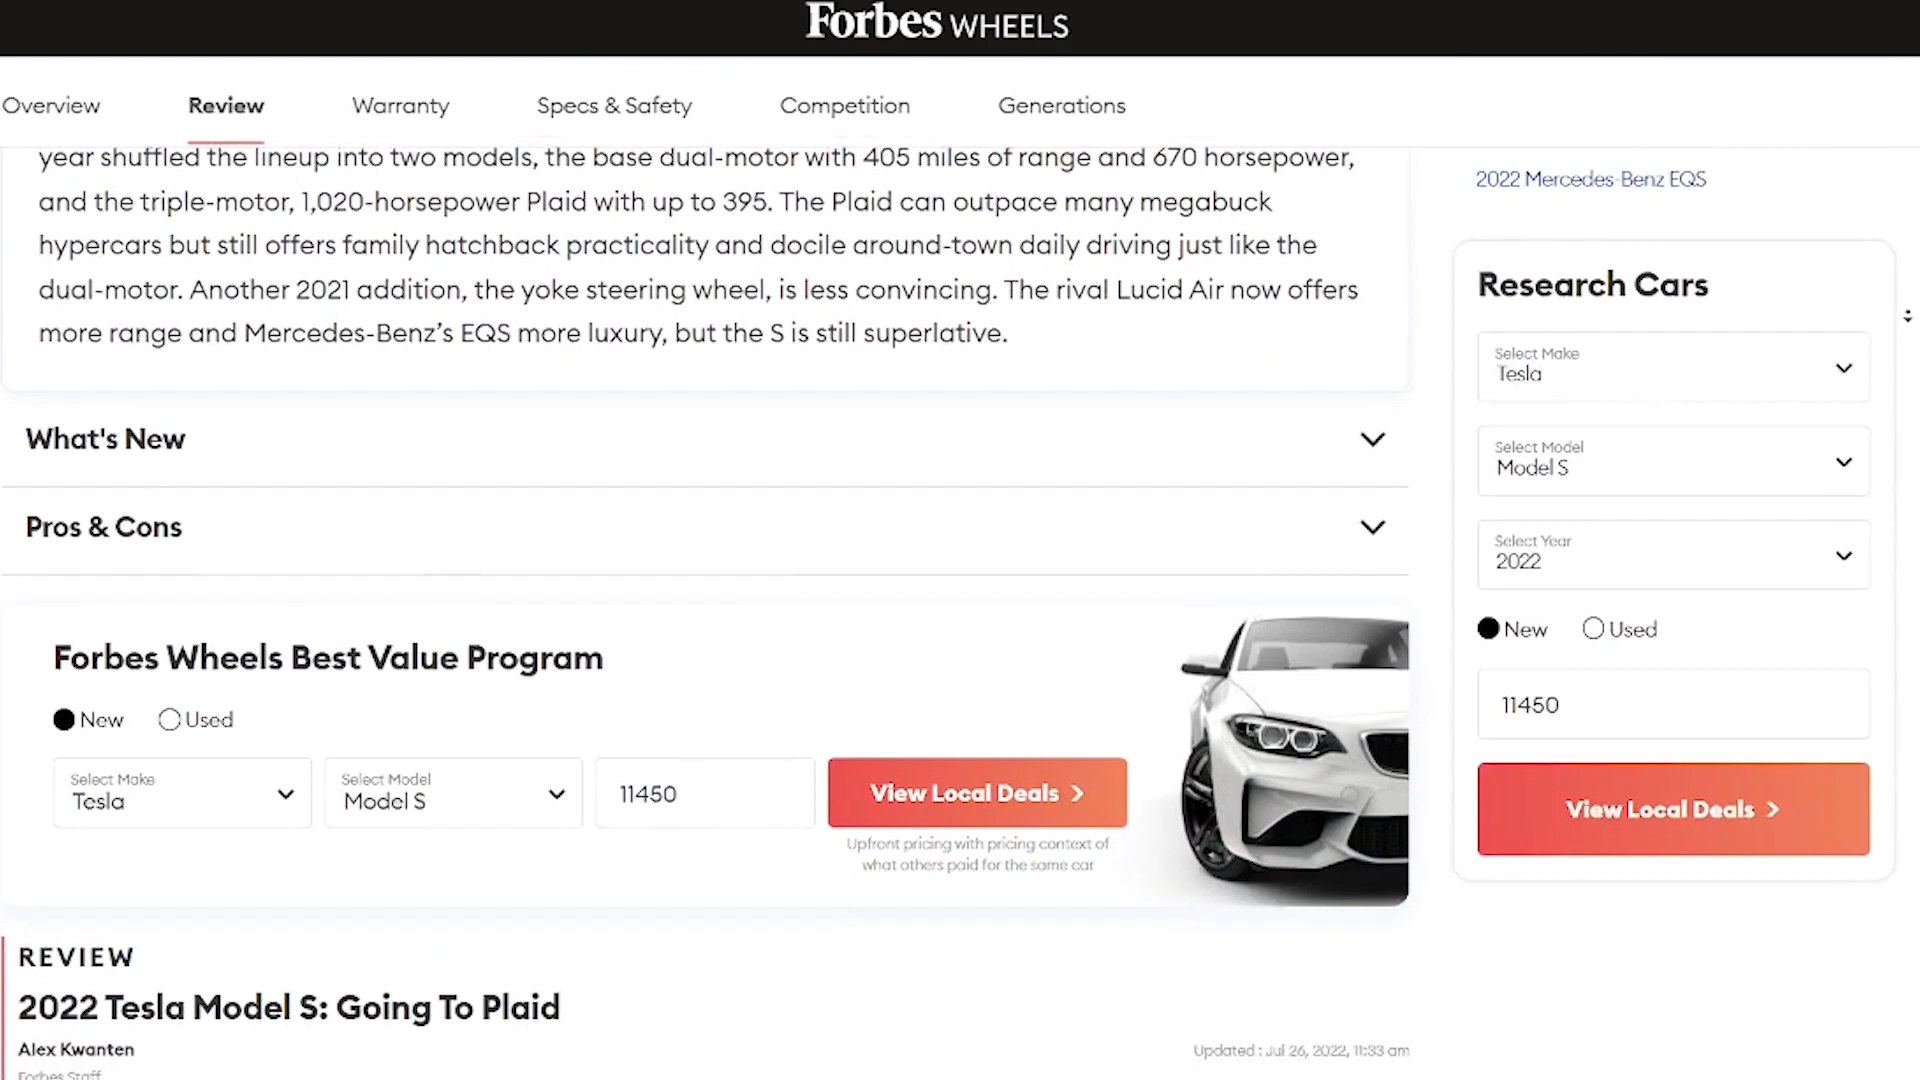 Forbes WHEELS
Overview
Review
Warranty
Specs & Safety
Competition
Generations
year shuffled the lineup into two models, the base dual-motor with 405 miles of range and 670 horsepower,
and the triple-motor, 1,020-horsepower Plaid with up to 395. The Plaid can outpace many megabuck
hypercars but still offers family hatchback practicality and docile around-town daily driving just like the
dual-motor. Another 2021 addition, the yoke steering wheel, is less convincing. The rival Lucid Air now offers
more range and Mercedes-Benz’s EQS more luxury, but the S is still superlative.
What's New
Pros & Cons
Forbes Wheels Best Value Program
New
Used
Select Make
Tesla
Select Model
Model S
11450
View Local Deals
Upfront pricing with pricing context of
what others paid for the same car
REVIEW
2022 Tesla Model S: Going To Plaid
Alex Kwanten
Updated : Jul 26, 2022, 11:33 am
Forbes Staff
2022 Mercedes-Benz EQS
Research Cars
Select Make
Tesla
Select Model
Model S
Select Year
2022
New
Used
11450
View Local Deals